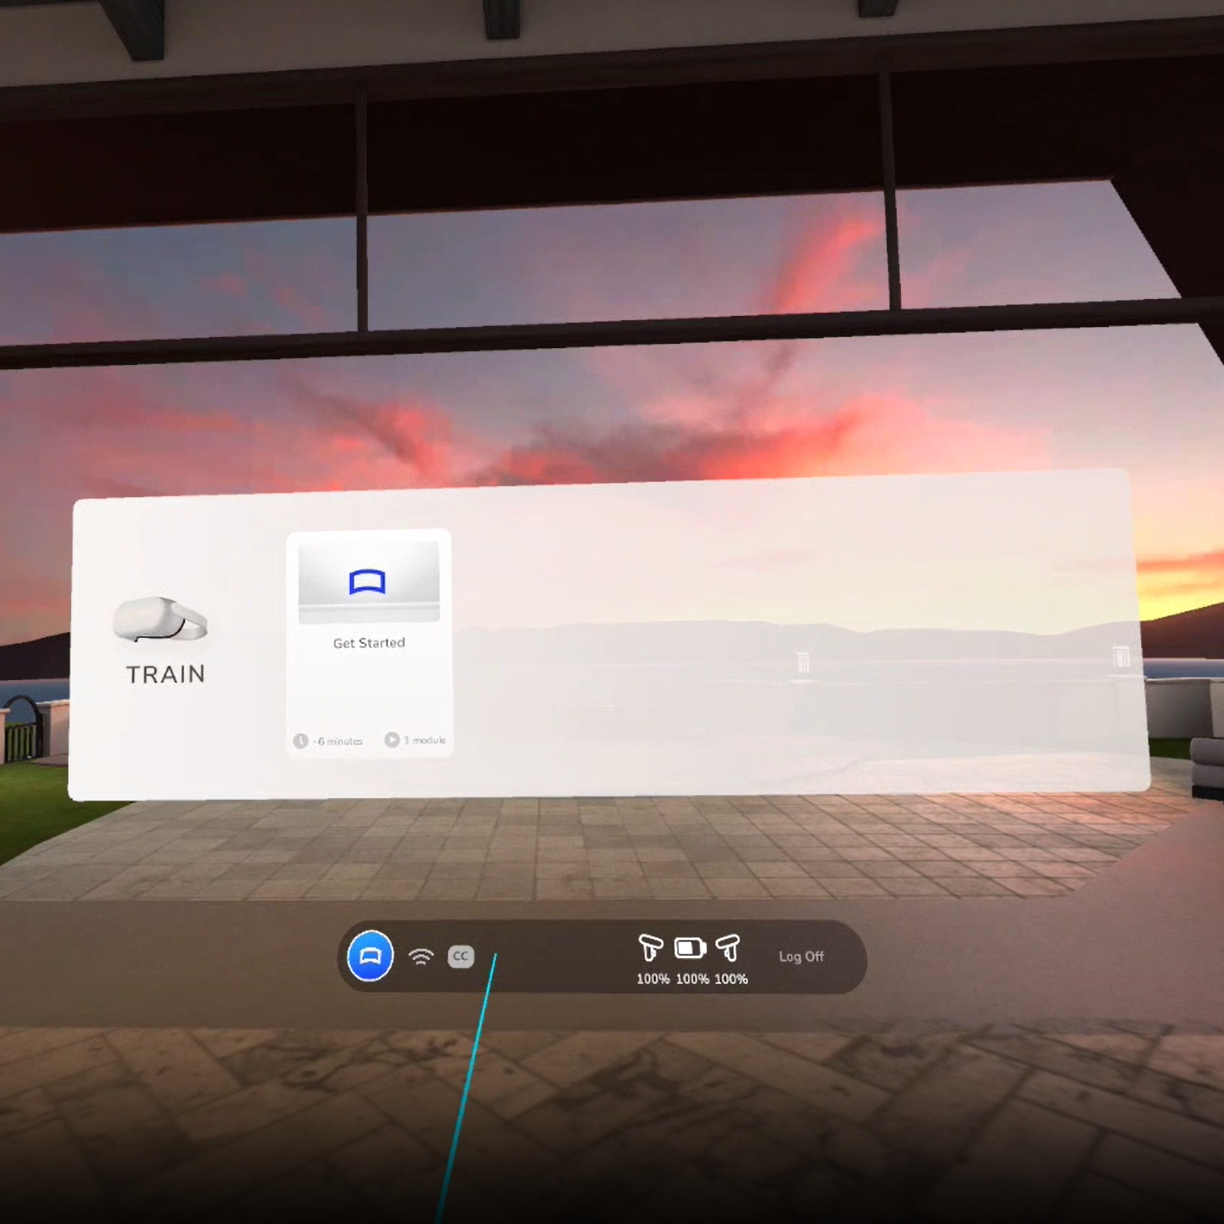 Get Started
TRAIN
~6 minutes 1 module
CC
100% 100% 100%
Log Off